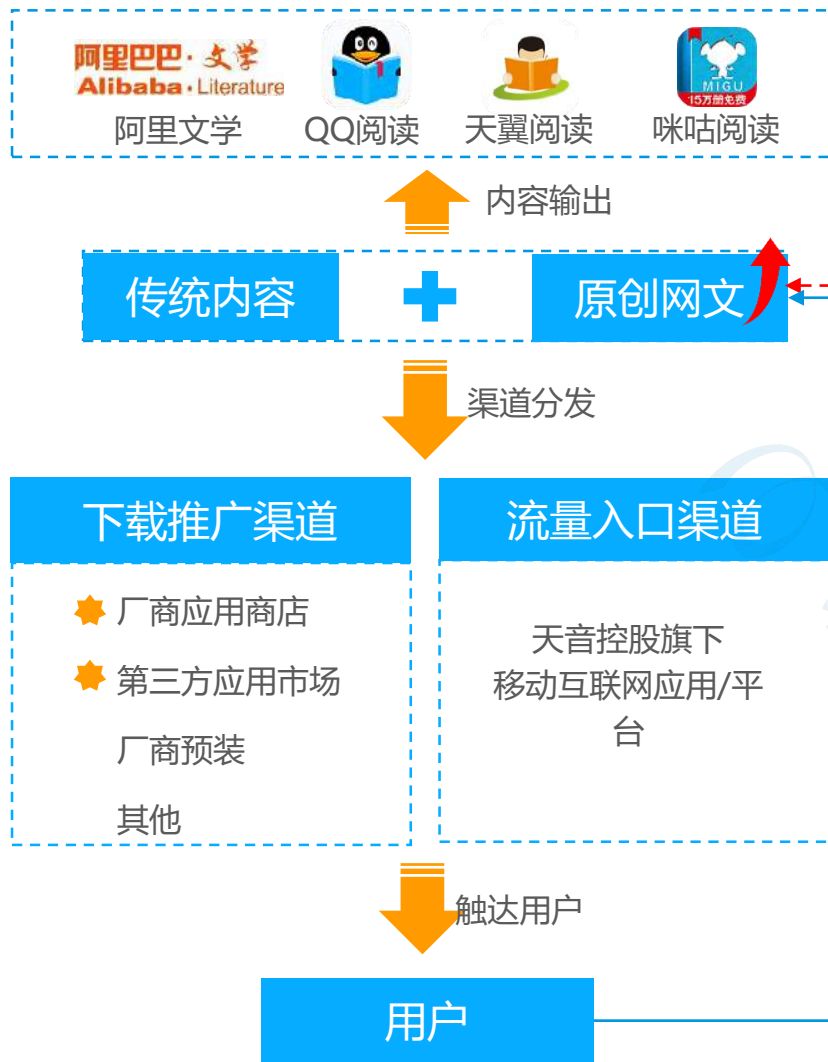 阿里巴巴·文学
Alibaba·Literature
MIGU
15万册免费
阿里文学
QQ阅读
天翼阅读
咪咕阅读
内容输出
传统内容
原创网文
渠道分发
下载推广渠道
流量入口渠道
厂商应用商店
第三方应用市场
厂商预装
其他
天音控股旗下
移动互联网应用/平
台
触达用户
用户